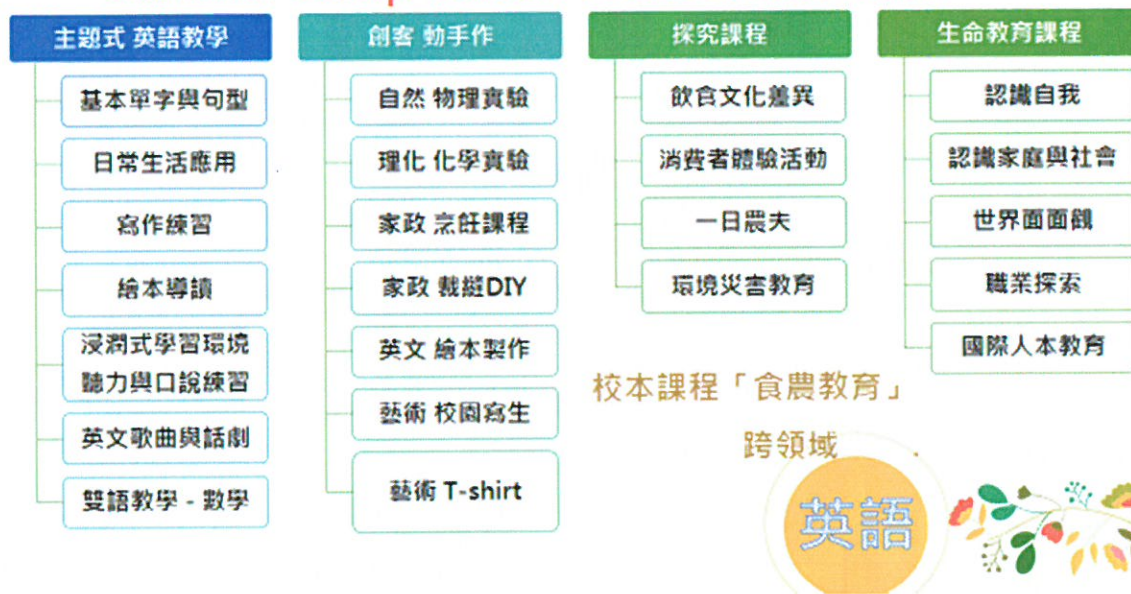 主題式 英語教學
基本單字與句型
日常生活應用
寫作練習
繪本導讀
浸潤式學習環境
聽力與口說練習
英文歌曲與話劇
雙語教學 - 數學
創客 動手作
自然 物理實驗
理化 化學實驗
家政 烹飪課程
家政 裁縫DIY
英文 繪本製作
藝術 校園寫生
藝術 T-shirt
探究課程
飲食文化差異
消費者體驗活動
一日農夫
環境災害教育
生命教育課程
認識自我
認識家庭與社會
世界面面觀
職業探索
國際人本教育
校本課程「食農教育」
跨領域
英語